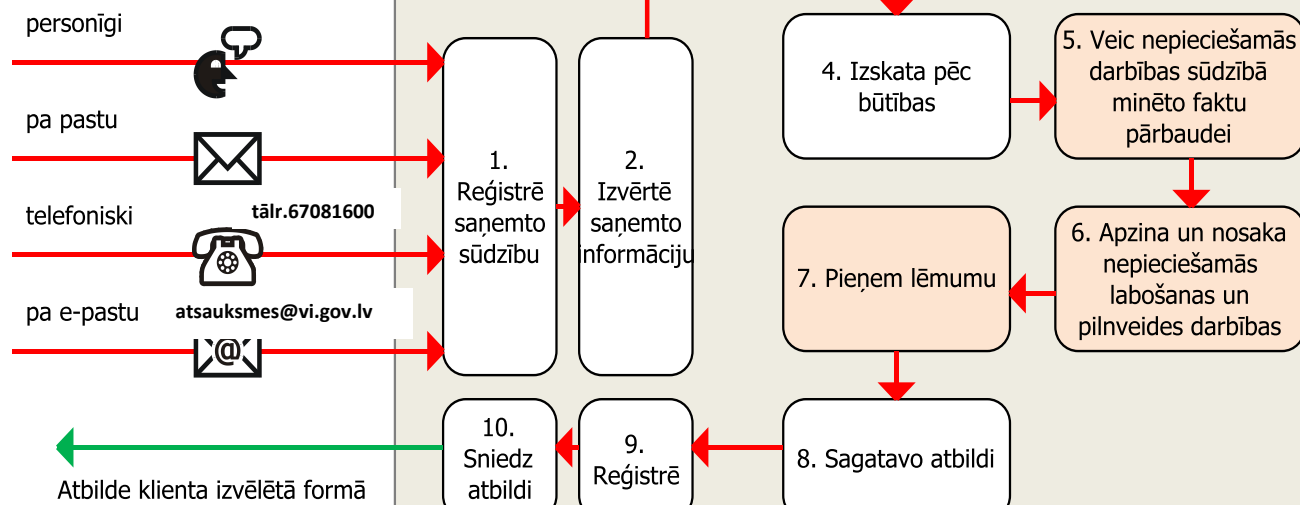 personīgi
pa pastu
telefoniski
tālr.67081600
pa e-pastu
atsauksmes@vi.gov.lv
@
1.
Reģistrē
saņemto
sūdzību
2.
Izvērtē
saņemto
informāciju
4. Izskata pēc
būtības
5. Veic nepieciešamās
darbības sūdzībā
minēto faktu
pārbaudei
6. Apzina un nosaka
nepieciešamās
labošanas un
pilnveides darbības
7. Pieņem lēmumu
8. Sagatavo atbildi
9.
Reģistrē
10.
Sniedz
atbildi
Atbilde klienta izvēlētā formā